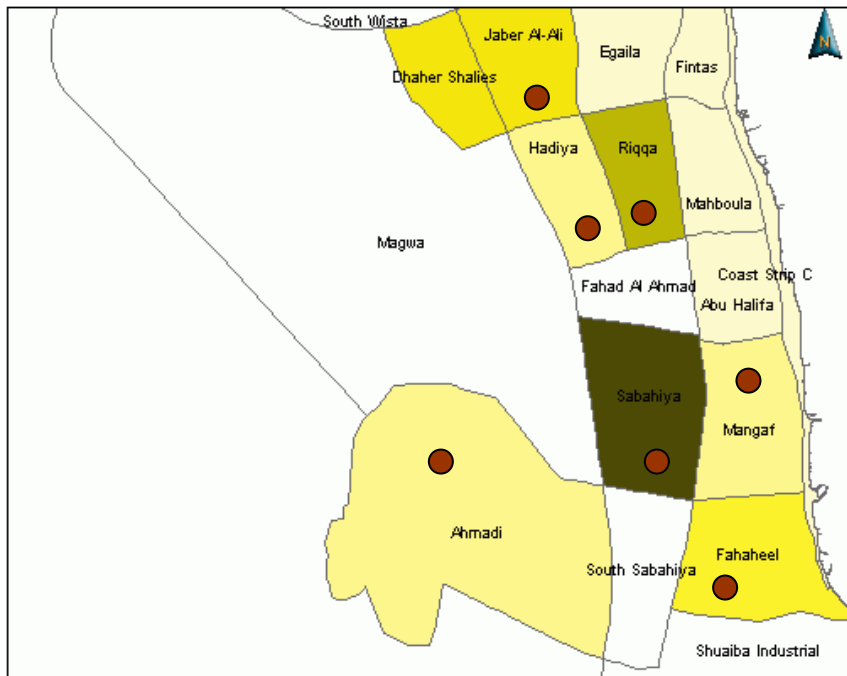 South Wista
Jaber Al-Ali
Egaila
Fintas
Dhaher Shalies
N
Hadiya
Riqqa
Mahboula
Magwa
Coast Strip C
Fahad Al Ahmad
Abu Halifa
Sabahiya
Mangaf
Ahmadi
Fahaheel
South Sabahiya
Shuaiba Industrial